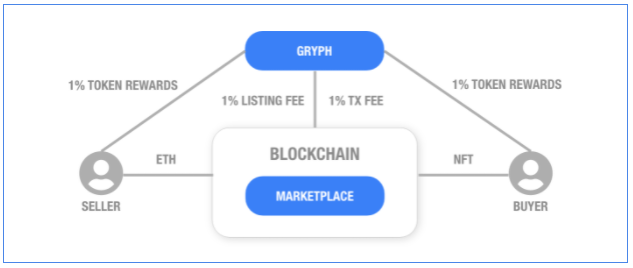 GRYPH
1% TOKEN REWARDS
1% TOKEN REWARDS
1% LISTING FEE
1% TX FEE
BLOCKCHAIN
ETH
NFT
MARKETPLACE
SELLER
BUYER